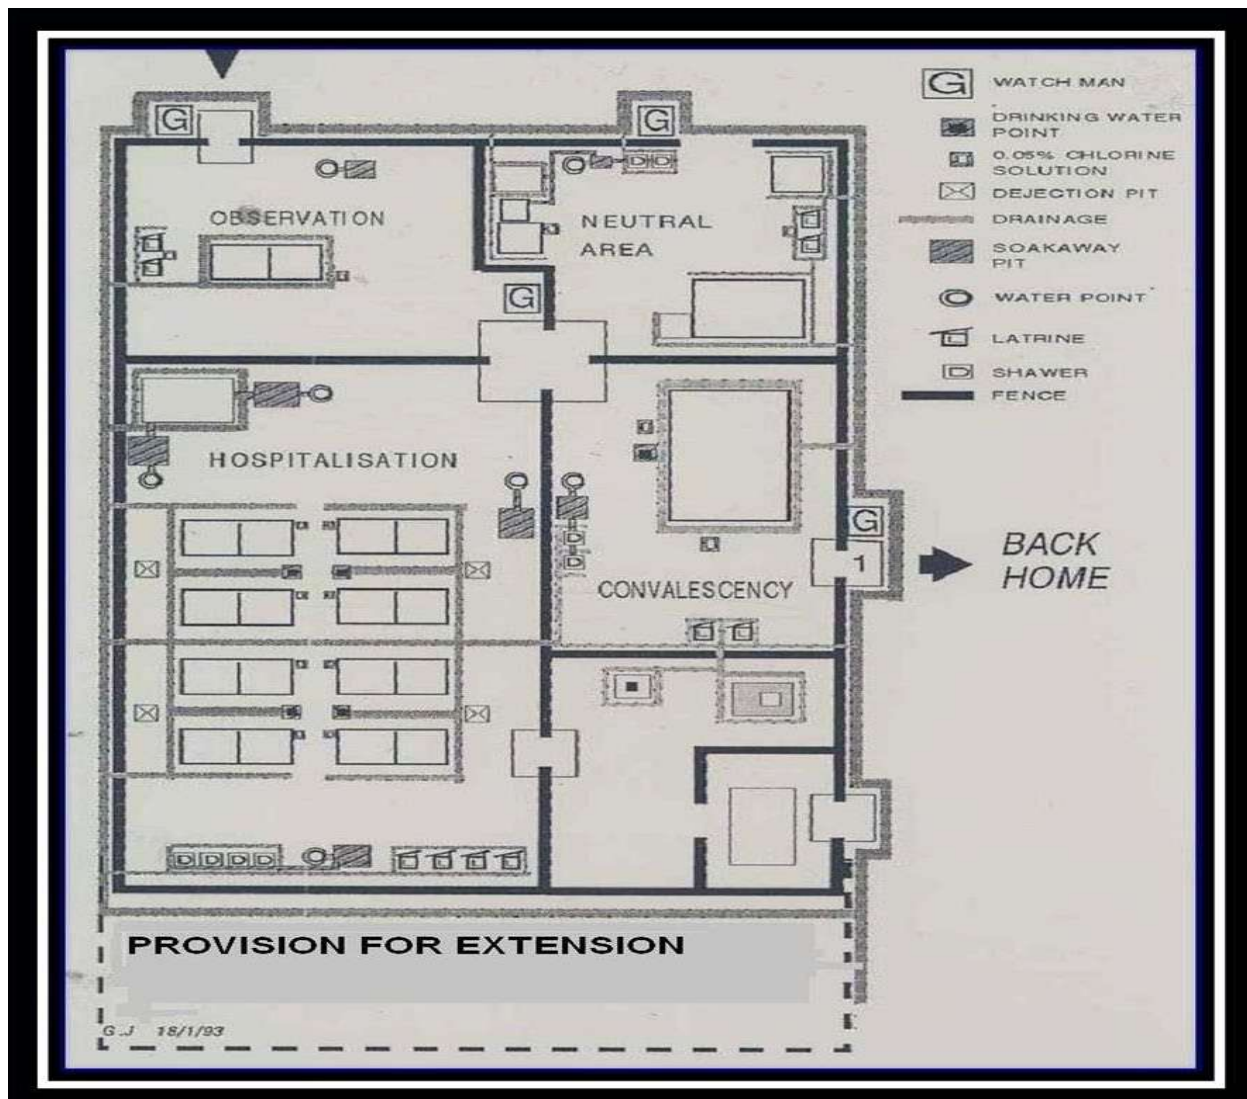 G WATCH MAN
DRINKING WATER
POINT
0.05% CHLORINE
SOLUTION
DEJECTION PIT
DRAINAGE
SOAKAWAY
PIT
WATER POINT
LATRINE
D SHAWER
FENCE
G
G
OBSERVATION
NEUTRAL
AREA
D D
G
HOSPITALISATION
G
1
BACK
HOME
D
D
CONVALESCENCY
D D D D
PROVISION FOR EXTENSION
G.J 18/1/93